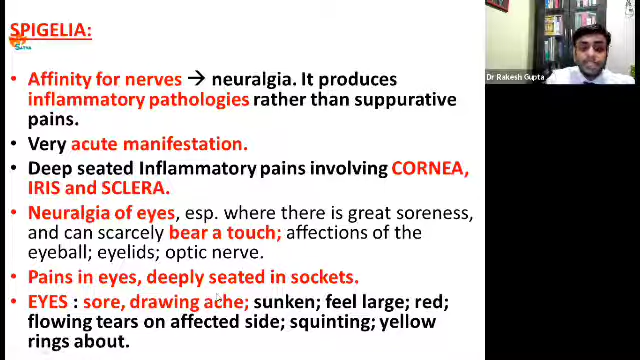 SPIGELIA:
Dr Rakesh Gupta
• Affinity for nerves → neuralgia. It produces
inflammatory pathologies rather than suppurative
pains.
• Very acute manifestation.
• Deep seated Inflammatory pains involving CORNEA,
IRIS and SCLERA.
• Neuralgia of eyes, esp. where there is great soreness,
and can scarcely bear a touch; affections of the
eyeball; eyelids; optic nerve.
• Pains in eyes, deeply seated in sockets.
• EYES : sore, drawing ache; sunken; feel large; red;
flowing tears on affected side; squinting; yellow
rings about.